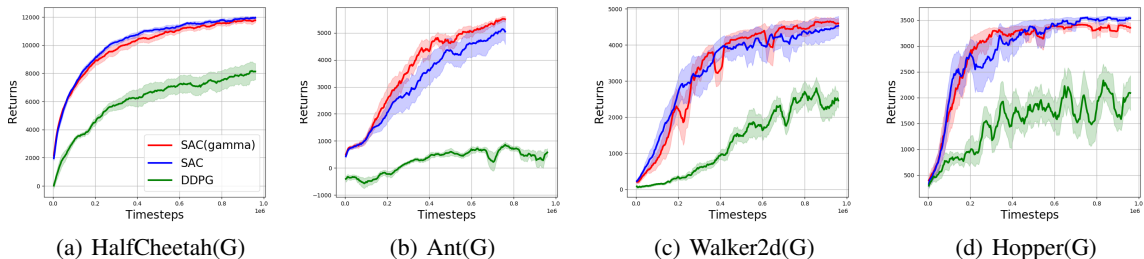 12000
10000
8000
6000
4000
2000
0
Returns
0.0 0.2 0.4 0.6 0.8 1.0
1e6
Timesteps
SAC(gamma)
SAC
DDPG
(a) HalfCheetah(G)
5000
4000
3000
2000
1000
0
−1000
Returns
0.0 0.2 0.4 0.6 0.8 1.0
1e6
Timesteps
(b) Ant(G)
5000
4000
3000
2000
1000
0
Returns
0.0 0.2 0.4 0.6 0.8 1.0
1e6
Timesteps
(c) Walker2d(G)
3500
3000
2500
2000
1500
1000
500
Returns
0.0 0.2 0.4 0.6 0.8 1.0
1e6
Timesteps
(d) Hopper(G)